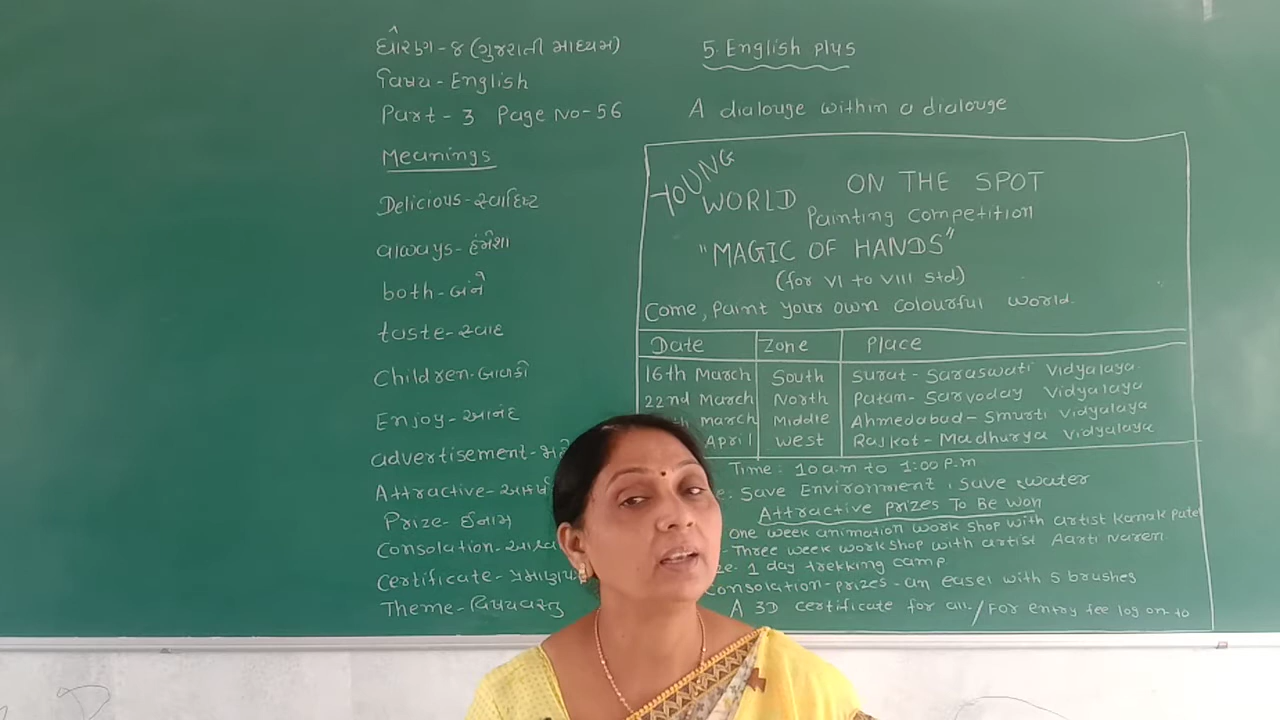 ધોરણ-૪ (ગુજરાતી માધ્યમ)
વિષય-English
Part-3 Page No-56
Meanings
Delicious-સ્વાદિષ્ટ
always-હંમેશા
both-બંને
taste-સ્વાદ
Children-બાળકો
Enjoy-આનંદ
advertisement-
Attractive-
Prize-ઈનામ
Consolation-
Certificate-
Theme-વિષયવસ્તુ
5. English plus
A dialouge within a dialouge
YOUNG WORLD ON THE SPOT
Painting competition
"MAGIC OF HANDS"
(for VI to VIII Std.)
Come, Paint your own colourful world.
Date Zone Place
16th March South Surat-Saraswati Vidyalaya
22nd March North Patan-Sarvoday Vidyalaya
March Middle Ahmedabad-Smurti Vidyalaya
April West Rajkot-Madhurya Vidyalaya
Time: 10 a.m to 1:00 P.m
Save Environment, Save water
Attractive prizes To Be Won
One week animation work shop with artist Kanak Patel
-Three week work shop with artist Aarti Naren
1 day trekking camp
Consolation-prizes-an easel with 5 brushes
A 3D certificate for all./For entry fee log on to